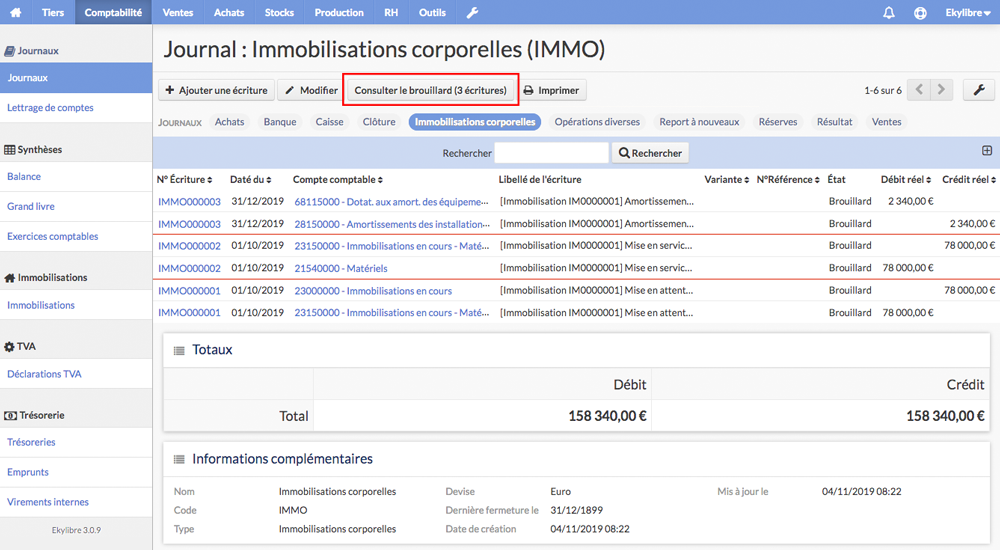 Tiers Comptabilité Ventes Achats Stocks Production RH Outils Ekylibre
Journaux
Journaux
Lettrage de comptes
Synthèses
Balance
Grand livre
Exercices comptables
Immobilisations
Immobilisations
TVA
Déclarations TVA
Trésorerie
Trésoreries
Emprunts
Virements internes
Ekylibre 3.0.9
Journal : Immobilisations corporelles (IMMO)
Ajouter une écriture Modifier Consulter le brouillard (3 écritures) Imprimer 1-6 sur 6
JOURNAUX Achats Banque Caisse Clôture Immobilisations corporelles Opérations diverses Report à nouveaux Réserves Résultat Ventes
Rechercher Rechercher
N° Écriture Daté du Compte comptable Libellé de l'écriture Variante N°Référence État Débit réel Crédit réel
IMMO000003 31/12/2019 68115000 - Dotat. aux amort. des équipeme... [Immobilisation IM0000001] Amortissemen... Brouillard 2 340,00 €
IMMO000003 31/12/2019 28150000 - Amortissements des installation... [Immobilisation IM0000001] Amortissemen... Brouillard 2 340,00 €
IMMO000002 01/10/2019 23150000 - Immobilisations en cours - Maté... [Immobilisation IM0000001] Mise en servic... Brouillard 78 000,00 €
IMMO000002 01/10/2019 21540000 - Matériels [Immobilisation IM0000001] Mise en servic... Brouillard 78 000,00 €
IMMO000001 01/10/2019 23000000 - Immobilisations en cours [Immobilisation IM0000001] Mise en attent... Brouillard 78 000,00 €
IMMO000001 01/10/2019 23150000 - Immobilisations en cours - Maté... [Immobilisation IM0000001] Mise en attent... Brouillard 78 000,00 €
Totaux
Débit Crédit
Total 158 340,00 € 158 340,00 €
Informations complémentaires
Nom Immobilisations corporelles Devise Euro Mis à jour le 04/11/2019 08:22
Code IMMO Dernière fermeture le 31/12/1899
Type Immobilisations corporelles Date de création 04/11/2019 08:22